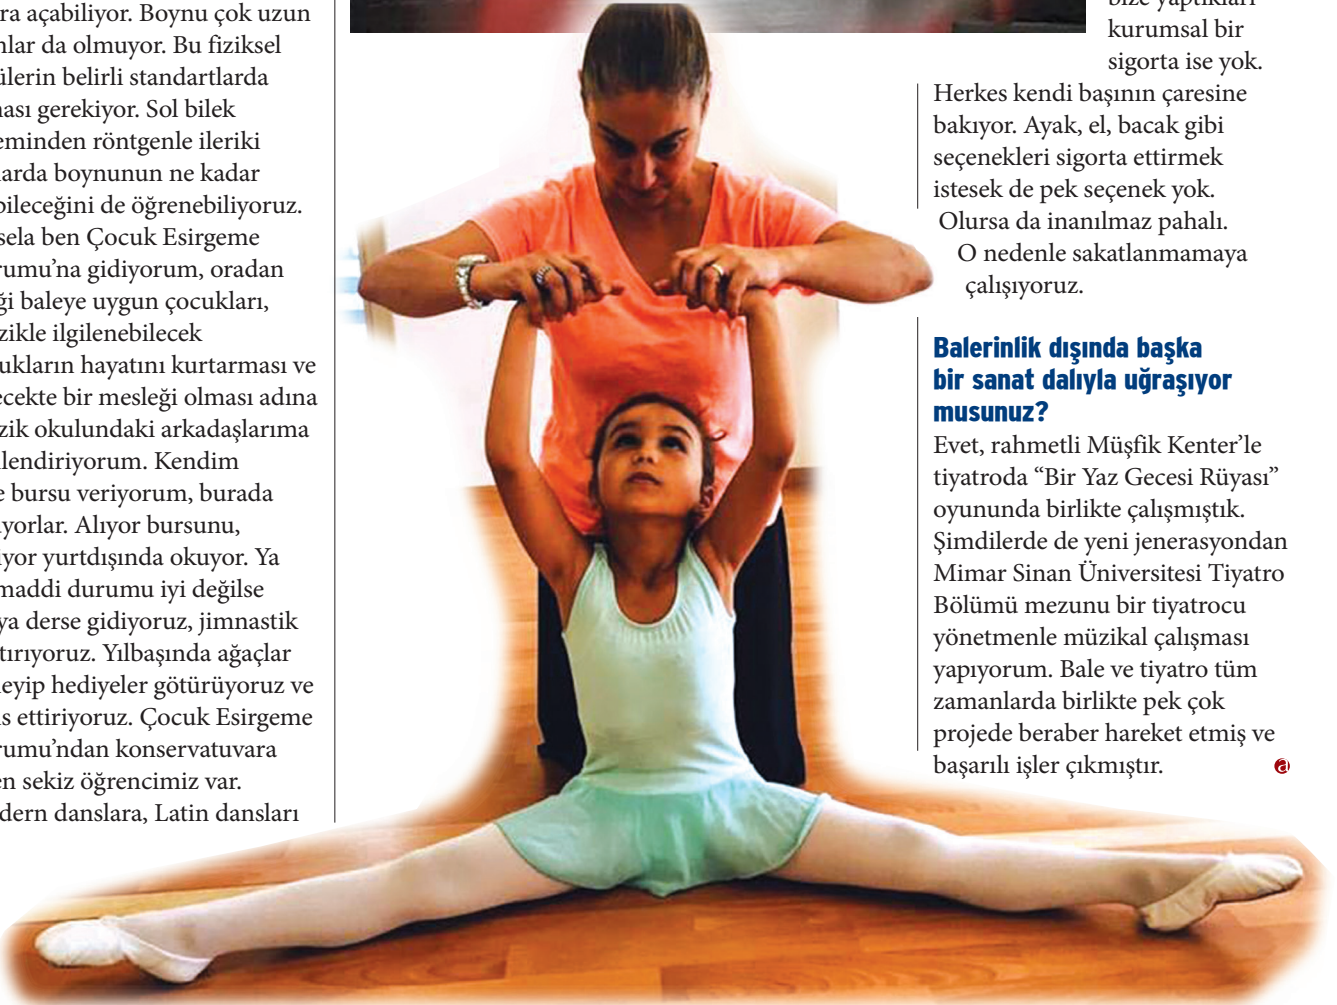 ra açabiliyor. Boynu çok uzun
nlar da olmuyor. Bu fiziksel
ülerin belirli standartlarda
ması gerekiyor. Sol bilek
eminden röntgenle ileriki
larda boynunun ne kadar
bileceğini de öğrenebiliyoruz.
sela ben Çocuk Esirgeme
rumu’na gidiyorum, oradan
ği baleye uygun çocukları,
zikle ilgilenebilecek
ukların hayatını kurtarması ve
ecekte bir mesleği olması adına
zik okulundaki arkadaşlarıma
lendiriyorum. Kendim
e bursu veriyorum, burada
yorlar. Alıyor bursunu,
iyor yurtdışında okuyor. Ya
maddi durumu iyi değilse
ya derse gidiyoruz, jimnastik
tırıyoruz. Yılbaşında ağaçlar
leyip hediyeler götürüyoruz ve
s ettiriyoruz. Çocuk Esirgeme
rumu’ndan konservatuvara
en sekiz öğrencimiz var.
dern danslara, Latin dansları
bize yaptıkları
kurumsal bir
sigorta ise yok.
Herkes kendi başının çaresine
bakıyor. Ayak, el, bacak gibi
seçenekleri sigorta ettirmek
istesek de pek seçenek yok.
Olursa da inanılmaz pahalı.
O nedenle sakatlanmamaya
çalışıyoruz.
Balerinlik dışında başka
bir sanat dalıyla uğraşıyor
musunuz?
Evet, rahmetli Müşfik Kenter’le
tiyatroda “Bir Yaz Gecesi Rüyası”
oyununda birlikte çalışmıştık.
Şimdilerde de yeni jenerasyondan
Mimar Sinan Üniversitesi Tiyatro
Bölümü mezunu bir tiyatrocu
yönetmenle müzikal çalışması
yapıyorum. Bale ve tiyatro tüm
zamanlarda birlikte pek çok
projede beraber hareket etmiş ve
başarılı işler çıkmıştır. a